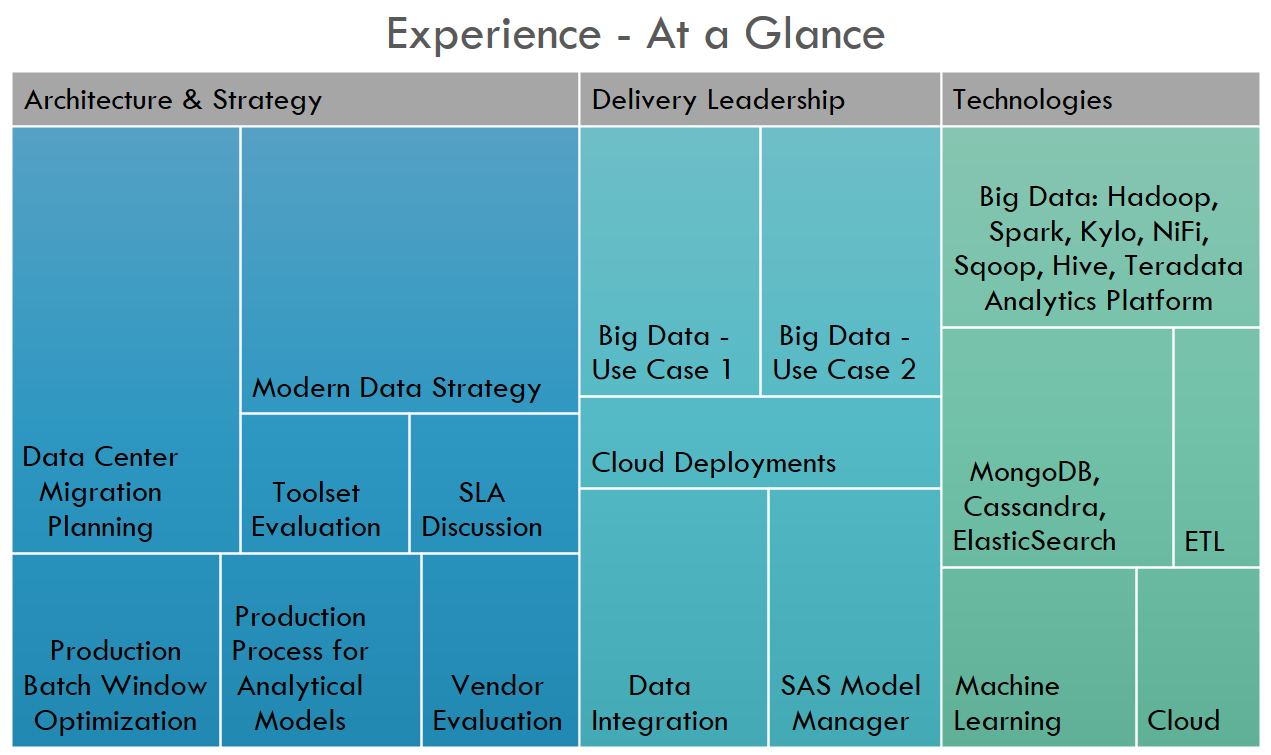 Experience - At a Glance
Architecture & Strategy
Data Center
Migration
Planning
Modern Data Strategy
Toolset
Evaluation
SLA
Discussion
Production
Batch Window
Optimization
Production
Process for
Analytical
Models
Vendor
Evaluation
Delivery Leadership
Big Data -
Use Case 1
Big Data -
Use Case 2
Cloud Deployments
Data
Integration
SAS Model
Manager
Technologies
Big Data: Hadoop,
Spark, Kylo, NiFi,
Sqoop, Hive, Teradata
Analytics Platform
MongoDB,
Cassandra,
ElasticSearch
ETL
Machine
Learning
Cloud